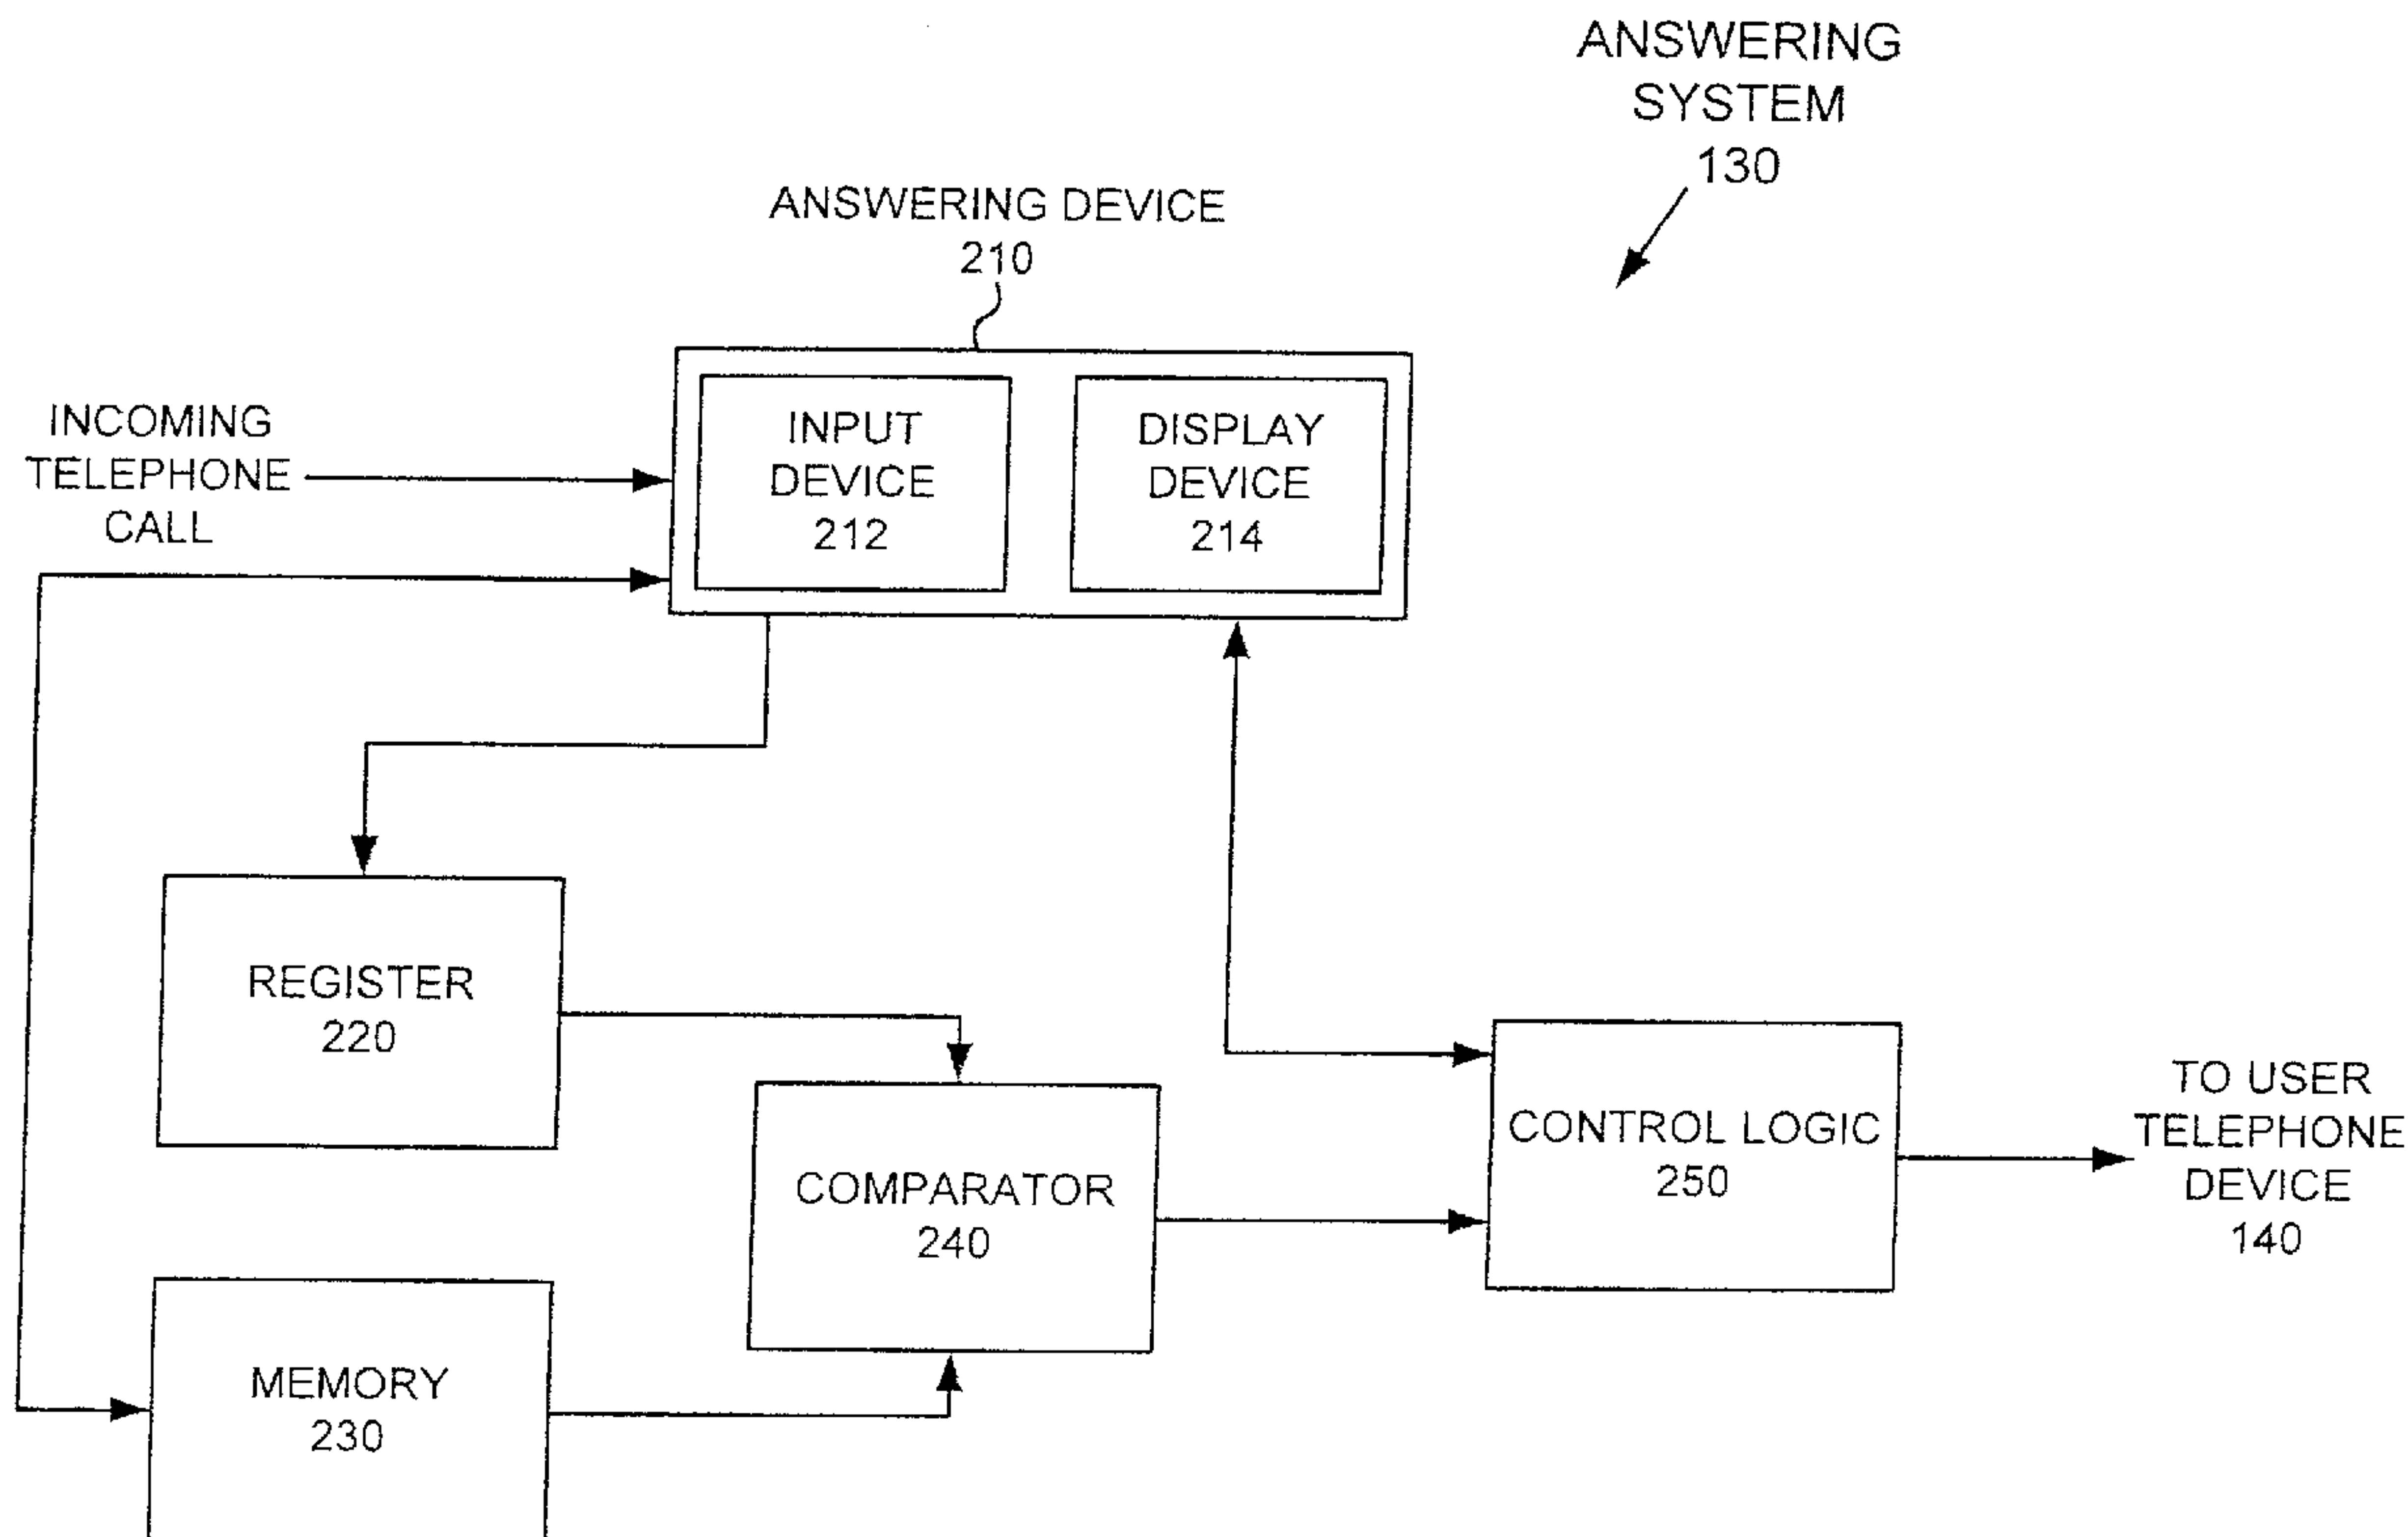 ANSWERING
SYSTEM
130
ANSWERING DEVICE
210
INCOMING
TELEPHONE
CALL
INPUT
DEVICE
212
DISPLAY
DEVICE
214
REGISTER
220
COMPARATOR
240
CONTROL LOGIC
250
TO USER
TELEPHONE
DEVICE
140
MEMORY
230